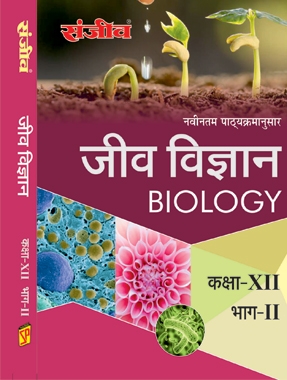 संजीव
नवीनतम पाठ्यक्रमानुसार
जीव विज्ञान
BIOLOGY
कक्षा-XII
भाग-II
संजीव
जीव विज्ञान
कक्षा-XII भाग-II